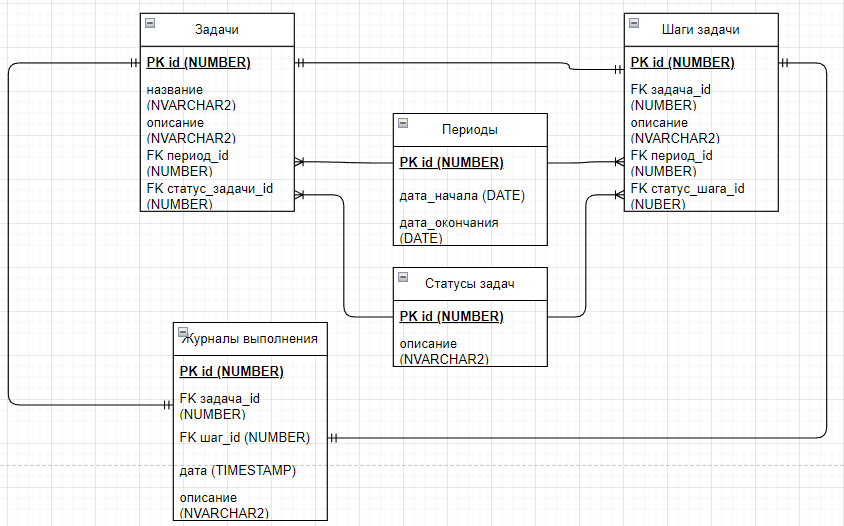 Задачи
PK id (NUMBER)
название
(NVARCHAR2)
описание
(NVARCHAR2)
FK период_id
(NUMBER)
FK статус_задачи_id
(NUMBER)
Периоды
PK id (NUMBER)
дата_начала (DATE)
дата_окончания
(DATE)
Шаги задачи
PK id (NUMBER)
FK задача_id
(NUMBER)
описание
(NVARCHAR2)
FK период_id
(NUMBER)
FK статус_шага_id
(NUBER)
Статусы задач
PK id (NUMBER)
описание
(NVARCHAR2)
Журналы выполнения
PK id (NUMBER)
FK задача_id
(NUMBER)
FK шаг_id (NUMBER)
дата (TIMESTAMP)
описание
(NVARCHAR2)